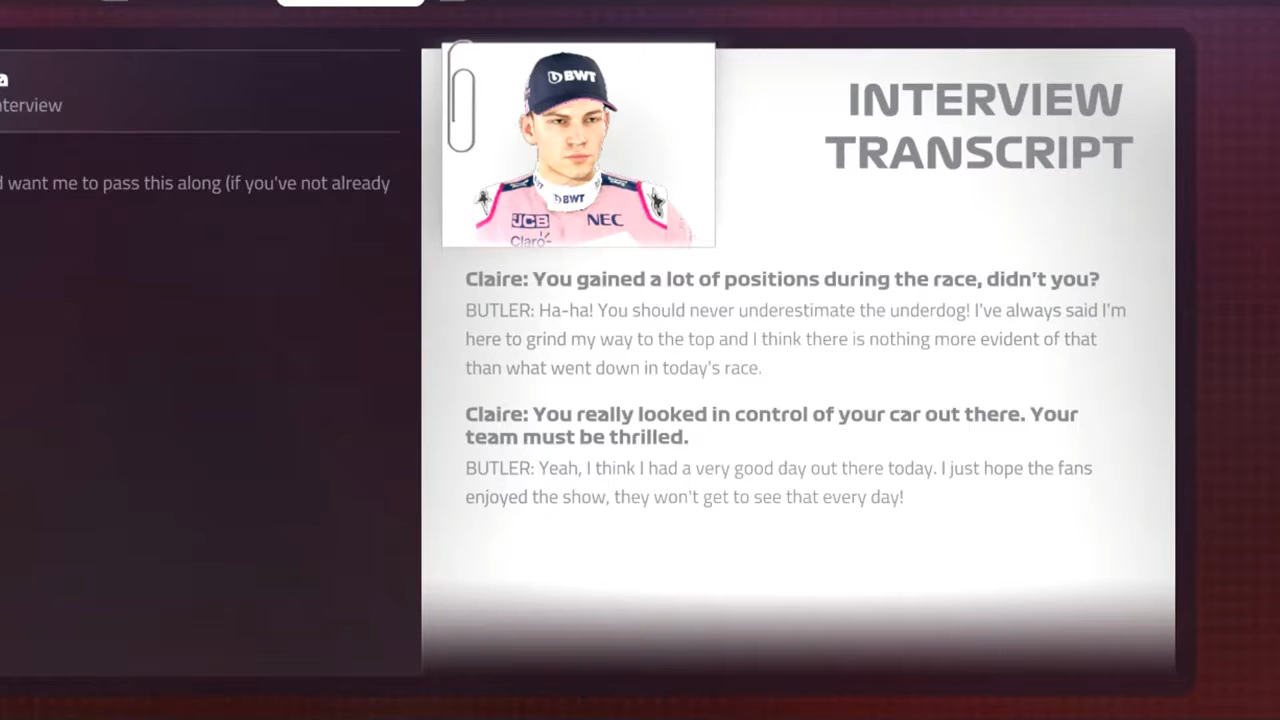 a
nterview
d want me to pass this along (if you've not already
BWT
BWT
JCB NEC
Claro-
INTERVIEW
TRANSCRIPT
Claire: You gained a lot of positions during the race, didn't you?
BUTLER: Ha-ha! You should never underestimate the underdog! I've always said I'm
here to grind my way to the top and I think there is nothing more evident of that
than what went down in today's race.
Claire: You really looked in control of your car out there. Your
team must be thrilled.
BUTLER: Yeah, I think I had a very good day out there today. I just hope the fans
enjoyed the show, they won't get to see that every day!